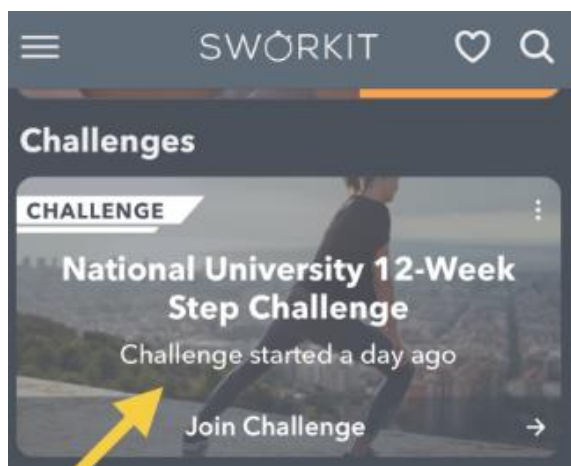 SWORKIT
Challenges
CHALLENGE
National University 12-Week
Step Challenge
Challenge started a day ago
Join Challenge